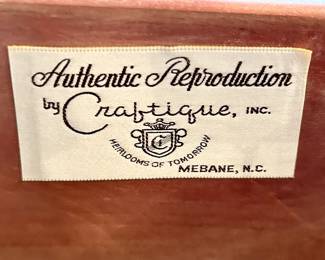 Authentic Reproduction
by Craftique, INC.
HEIRLOOMS OF TOMORROW
MEBANE, N.C.